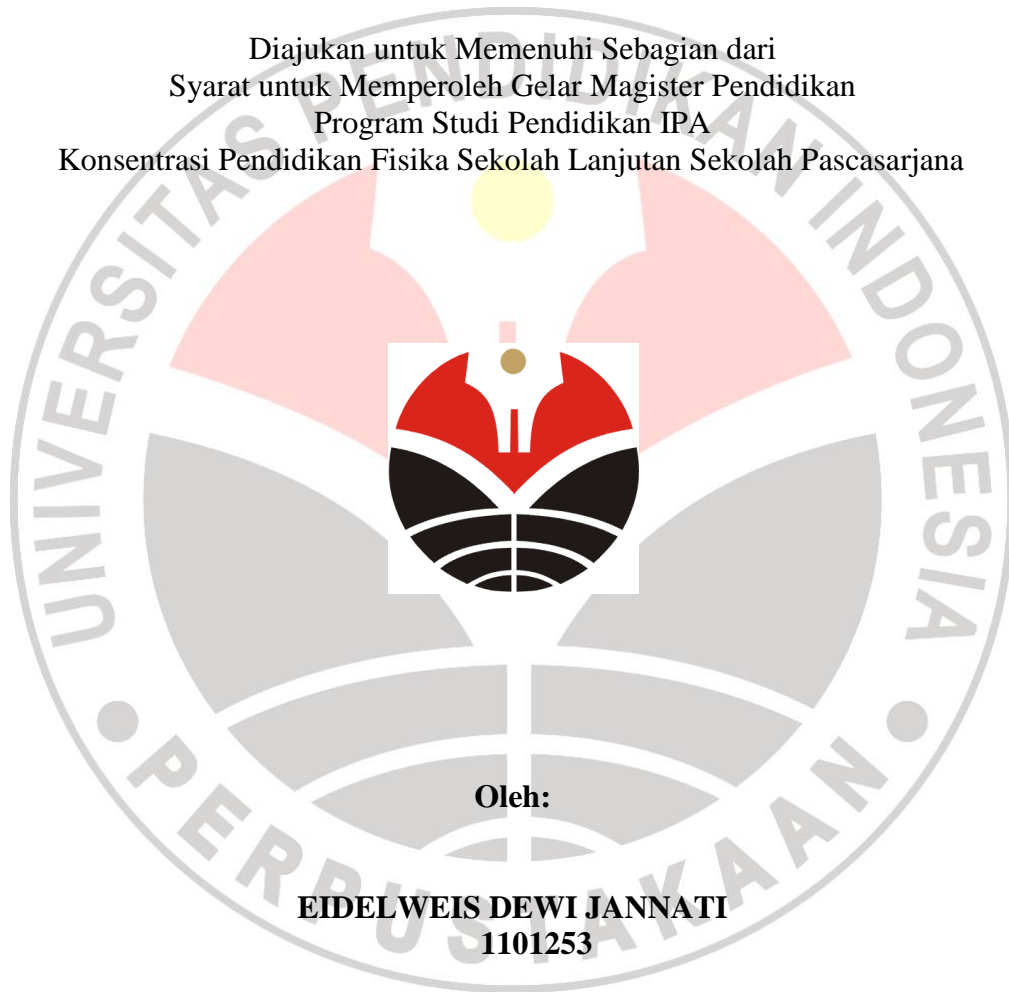 Diajukan untuk Memenuhi Sebagian dari
Syarat untuk Memperoleh Gelar Magister Pendidikan
Program Studi Pendidikan IPA
Konsentrasi Pendidikan Fisika Sekolah Lanjutan Sekolah Pascasarjana
UNIVERSITAS PENDIDIKAN INDONESIA
Oleh:
EIDELWEIS DEWI JANNATI
1101253
PERPUSTAKAAN